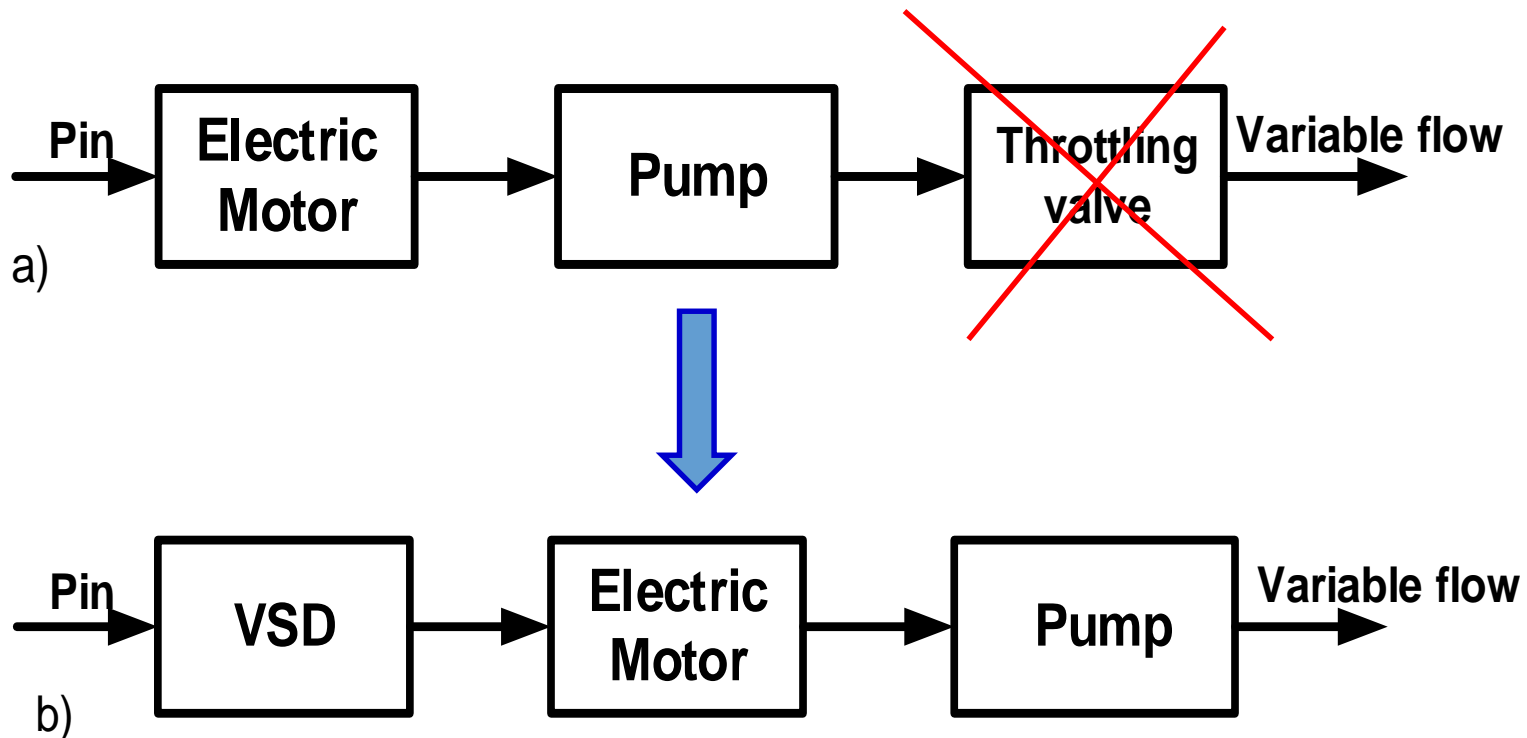 Pin
Electric
Motor
Pump
Throttling
valve
Variable flow
a)
Pin
VSD
Electric
Motor
Pump
Variable flow
b)